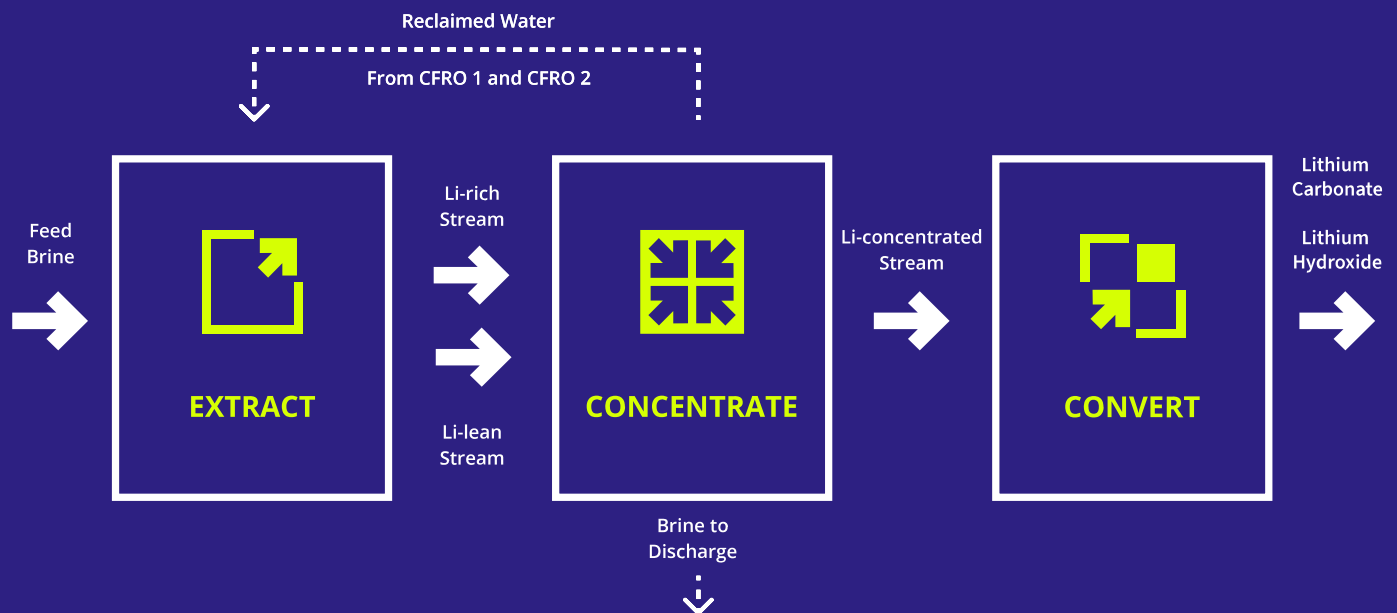 Reclaimed Water
From CFRO 1 and CFRO 2
Feed
Brine
EXTRACT
Li-rich
Stream
Li-lean
Stream
CONCENTRATE
Brine to
Discharge
Li-concentrated
Stream
CONVERT
Lithium
Carbonate
Lithium
Hydroxide